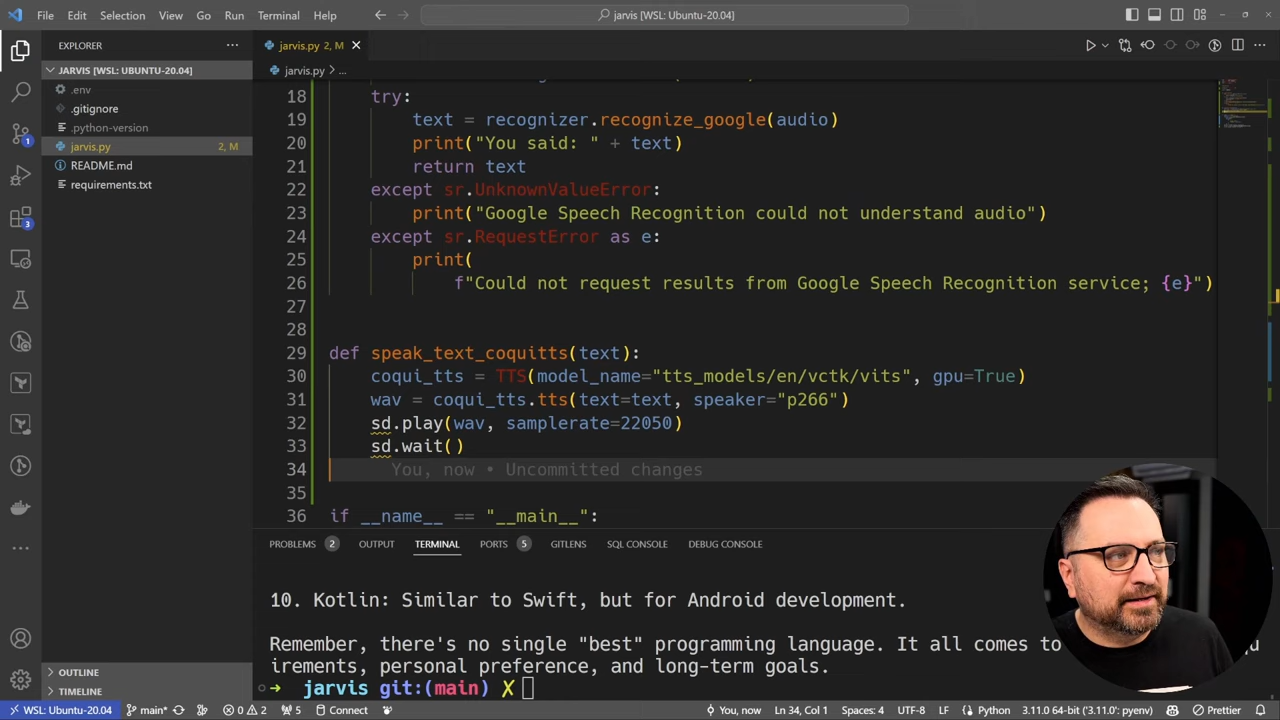 File Edit Selection View Go Run Terminal Help
jarvis [WSL: Ubuntu-20.04]
EXPLORER
jarvis.py 2, M
JARVIS [WSL: UBUNTU-20.04]
.env
.gitignore
.python-version
jarvis.py 2, M
README.md
requirements.txt
1
3
jarvis.py > ...
18 try:
19 text = recognizer.recognize_google(audio)
20 print("You said: " + text)
21 return text
22 except sr.UnknownValueError:
23 print("Google Speech Recognition could not understand audio")
24 except sr.RequestError as e:
25 print(
26 f"Could not request results from Google Speech Recognition service; {e}")
27
28
29 def speak_text_coquitts(text):
30 coqui_tts = TTS(model_name="tts_models/en/vctk/vits", gpu=True)
31 wav = coqui_tts.tts(text=text, speaker="p266")
32 sd.play(wav, samplerate=22050)
33 sd.wait()
34 You, now • Uncommitted changes
35
36 if __name__ == "__main__":
PROBLEMS 2 OUTPUT TERMINAL PORTS 5 GITLENS SQL CONSOLE DEBUG CONSOLE
10. Kotlin: Similar to Swift, but for Android development.
Remember, there's no single "best" programming language. It all comes to
irements, personal preference, and long-term goals.
➜ jarvis git:(main) ✗
OUTLINE
TIMELINE
WSL: Ubuntu-20.04 main* 0 2 5 Connect You, now Ln 34, Col 1 Spaces: 4 UTF-8 LF Python 3.11.0 64-bit ('3.11.0': pyenv) Prettier